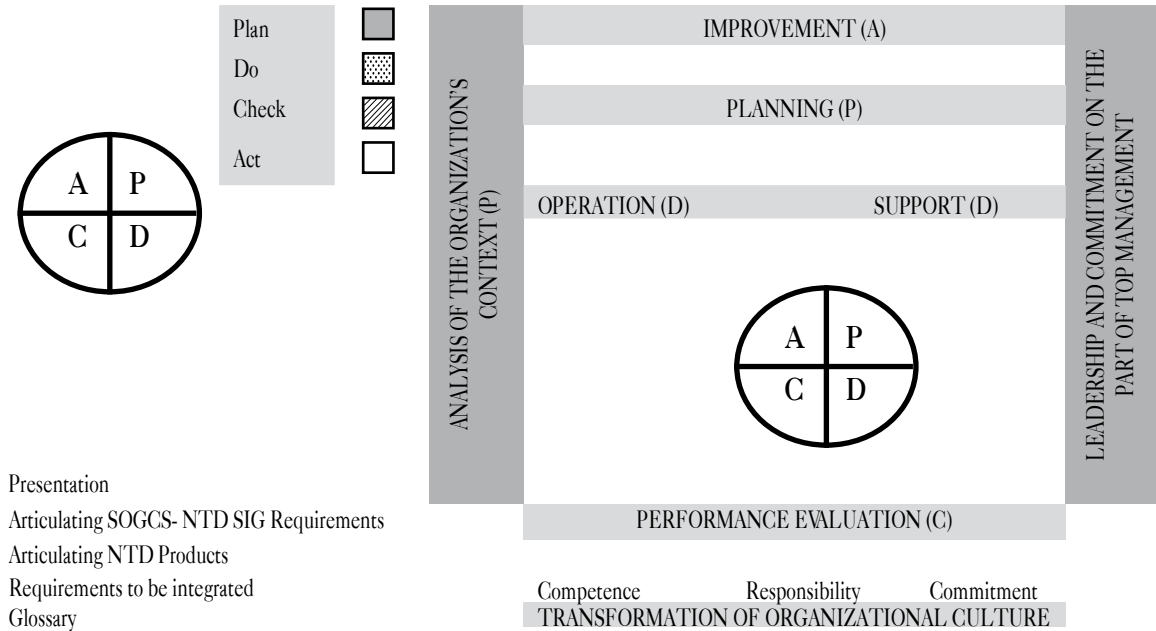 Plan
Do
Check
Act
A P
C D
Presentation
Articulating SOGCS- NTD SIG Requirements
Articulating NTD Products
Requirements to be integrated
Glossary
ANALYSIS OF THE ORGANIZATION'S
CONTEXT (P)
IMPROVEMENT (A)
PLANNING (P)
OPERATION (D) SUPPORT (D)
A P
C D
PERFORMANCE EVALUATION (C)
Competence Responsibility Commitment
TRANSFORMATION OF ORGANIZATIONAL CULTURE
LEADERSHIP AND COMMITMENT ON THE
PART OF TOP MANAGEMENT